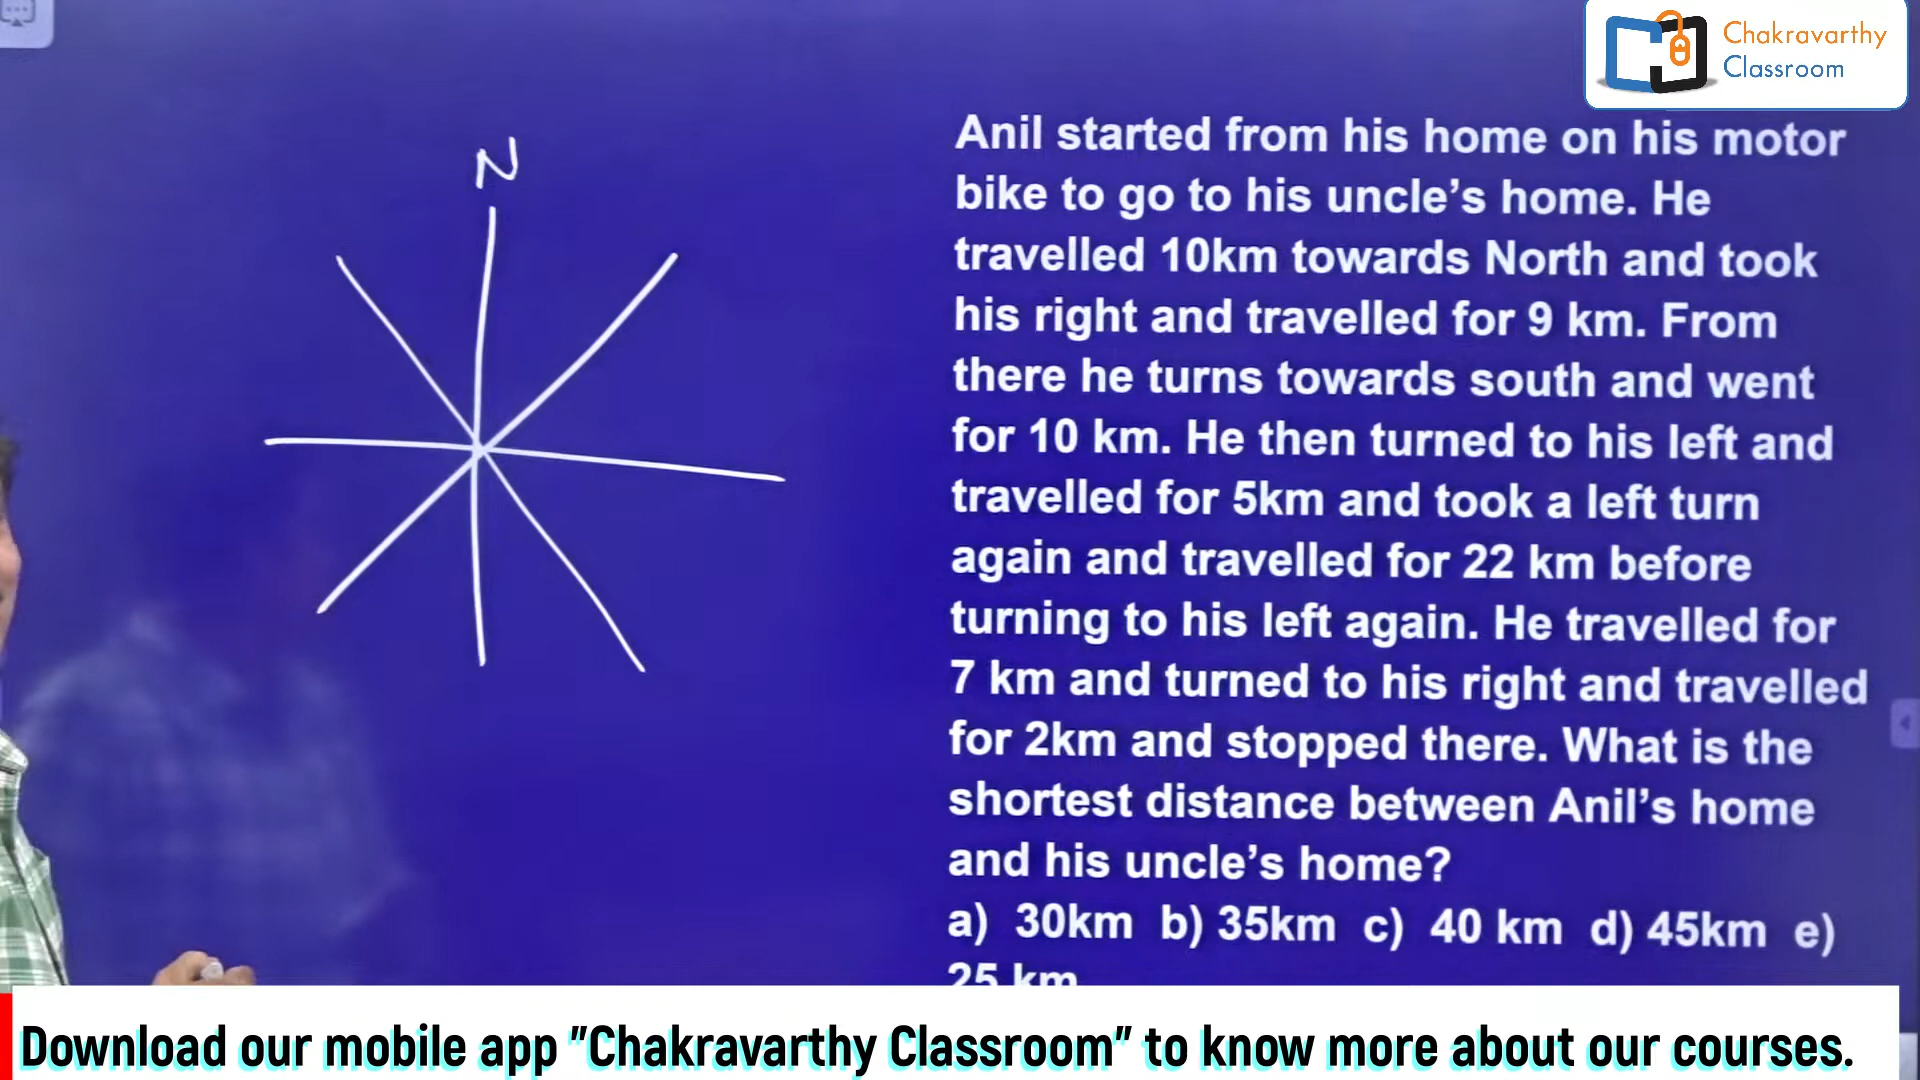 Chakravarthy
Classroom
N
Anil started from his home on his motor
bike to go to his uncle’s home. He
travelled 10km towards North and took
his right and travelled for 9 km. From
there he turns towards south and went
for 10 km. He then turned to his left and
travelled for 5km and took a left turn
again and travelled for 22 km before
turning to his left again. He travelled for
7 km and turned to his right and travelled
for 2km and stopped there. What is the
shortest distance between Anil’s home
and his uncle’s home?
a) 30km b) 35km c) 40 km d) 45km e)
25 km
Download our mobile app "Chakravarthy Classroom" to know more about our courses.